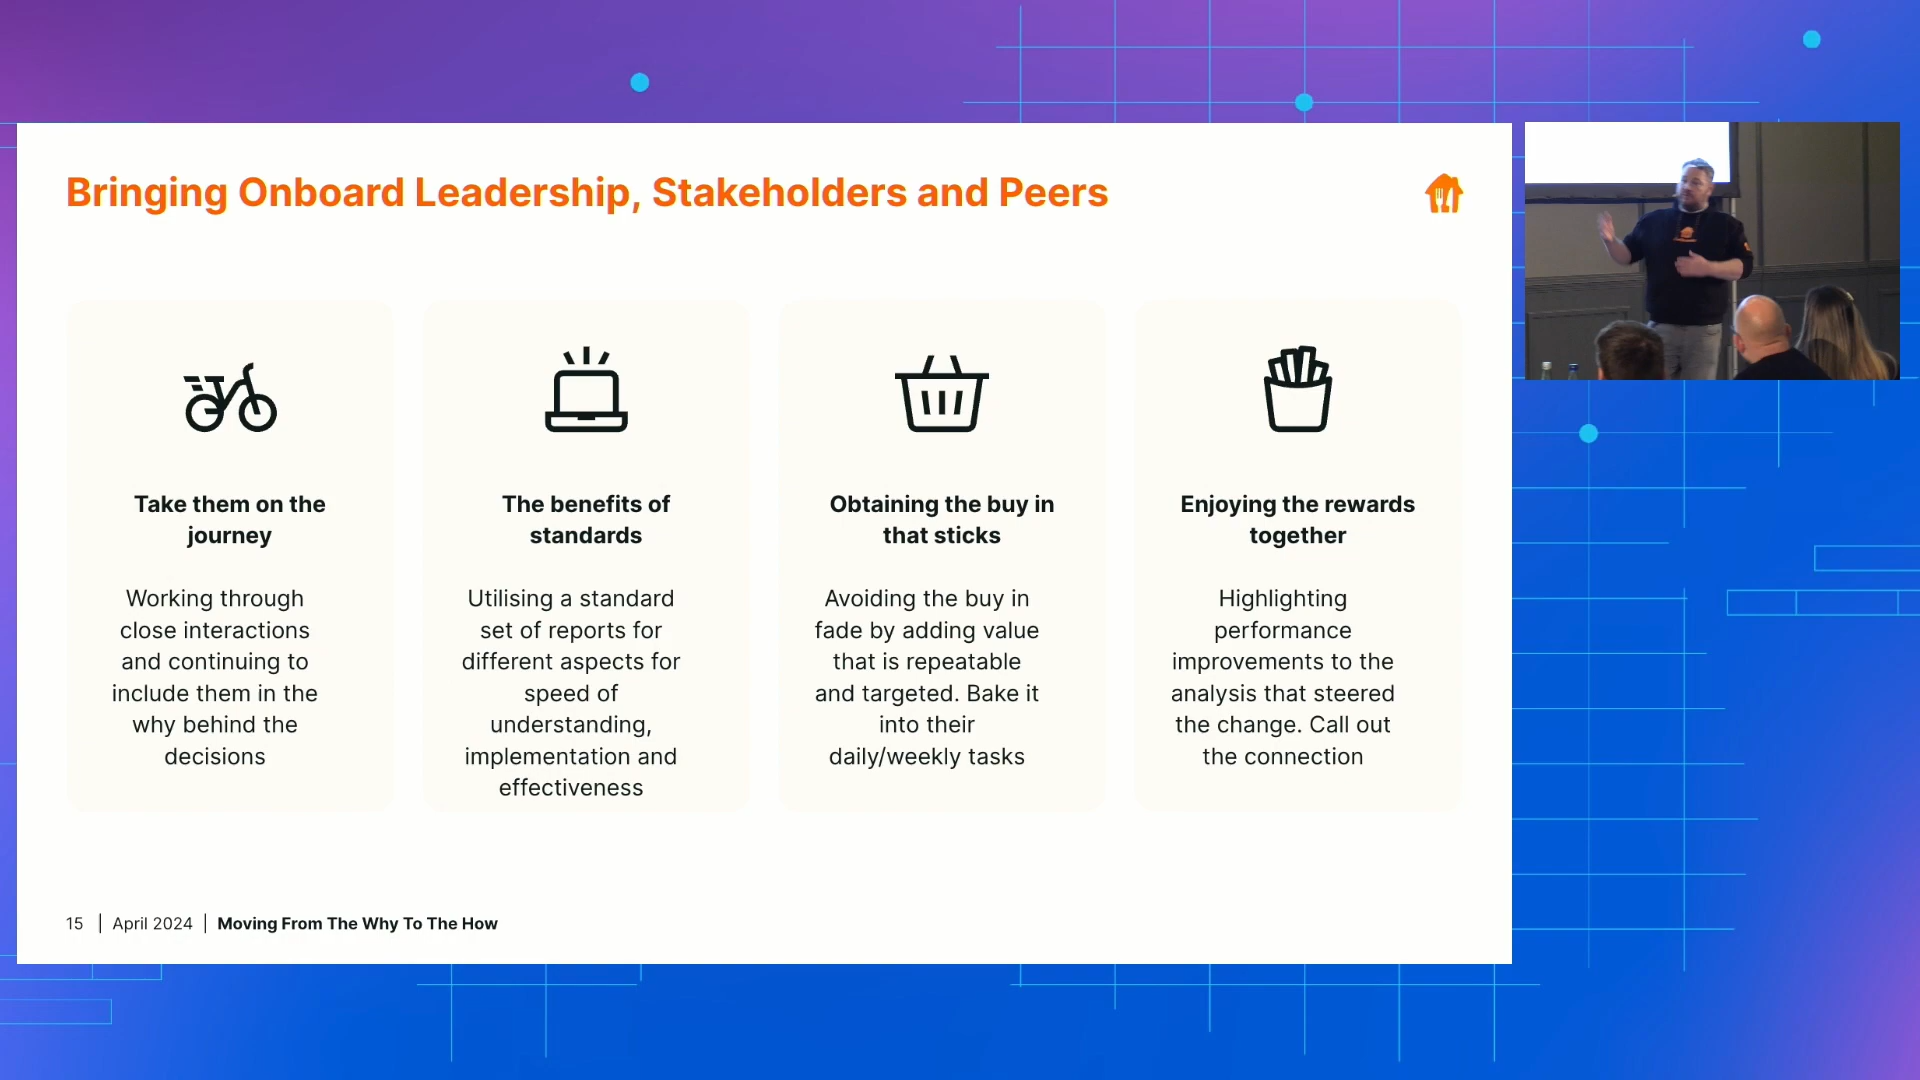 Bringing Onboard Leadership, Stakeholders and Peers
Take them on the
journey
Working through
close interactions
and continuing to
include them in the
why behind the
decisions
The benefits of
standards
Utilising a standard
set of reports for
different aspects for
speed of
understanding,
implementation and
effectiveness
Obtaining the buy in
that sticks
Avoiding the buy in
fade by adding value
that is repeatable
and targeted. Bake it
into their
daily/weekly tasks
Enjoying the rewards
together
Highlighting
performance
improvements to the
analysis that steered
the change. Call out
the connection
15 | April 2024 | Moving From The Why To The How